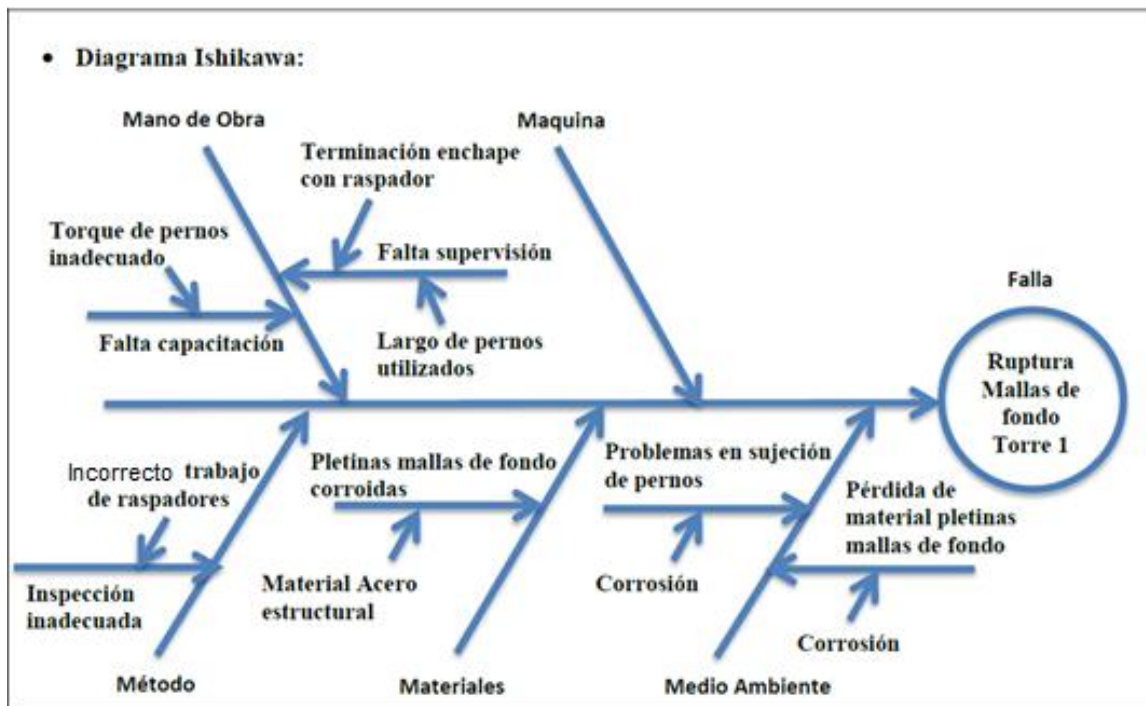 • Diagrama Ishikawa:
Mano de Obra
Maquina
Terminación enchape
con raspador
Torque de pernos
inadecuado
Falta supervisión
Falta capacitación
Largo de pernos
utilizados
Falla
Ruptura
Mallas de
fondo
Torre 1
Incorrecto trabajo
de raspadores
Inspección
inadecuada
Pletinas mallas de fondo
corroidas
Material Acero
estructural
Problemas en sujeción
de pernos
Corrosión
Pérdida de
material pletinas
mallas de fondo
Corrosión
Método
Materiales
Medio Ambiente